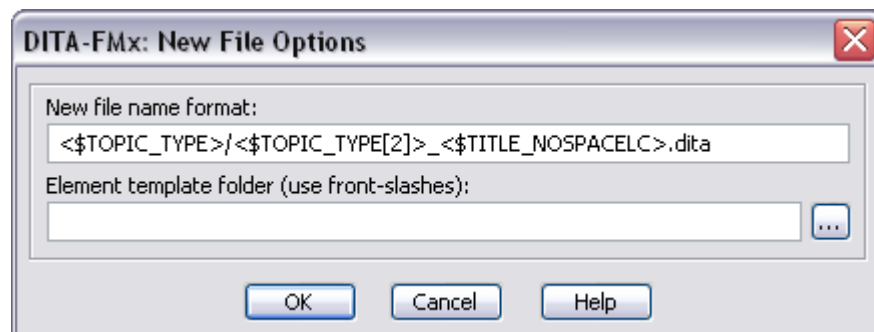 DITA-FMx: New File Options
New file name format:
<$TOPIC_TYPE>/<$TOPIC_TYPE[2]>_<$TITLE_NOSPACELC>.dita
Element template folder (use front-slashes):
...
OK Cancel Help